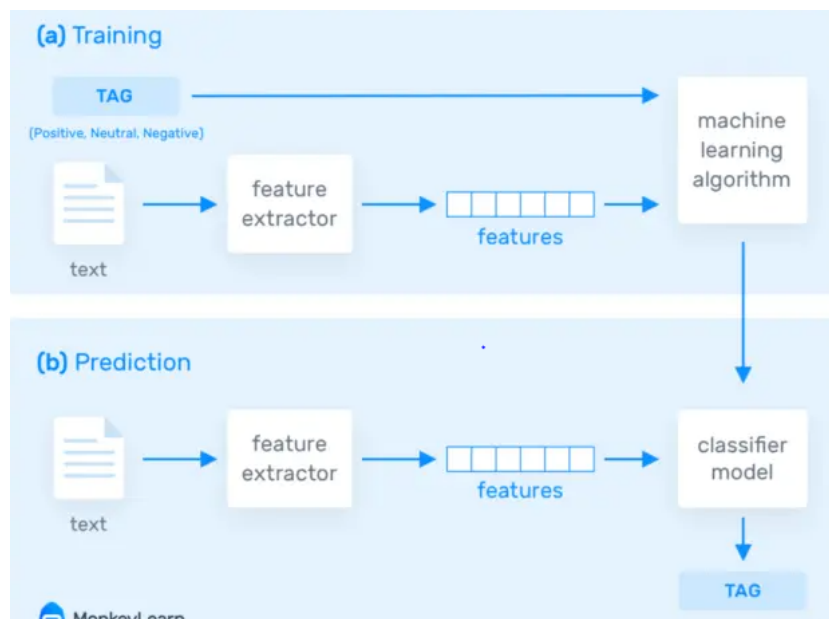 (a) Training
TAG
(Positive, Neutral, Negative)
text
feature
extractor
features
machine
learning
algorithm
(b) Prediction
text
feature
extractor
features
classifier
model
TAG
MonkeyLearn